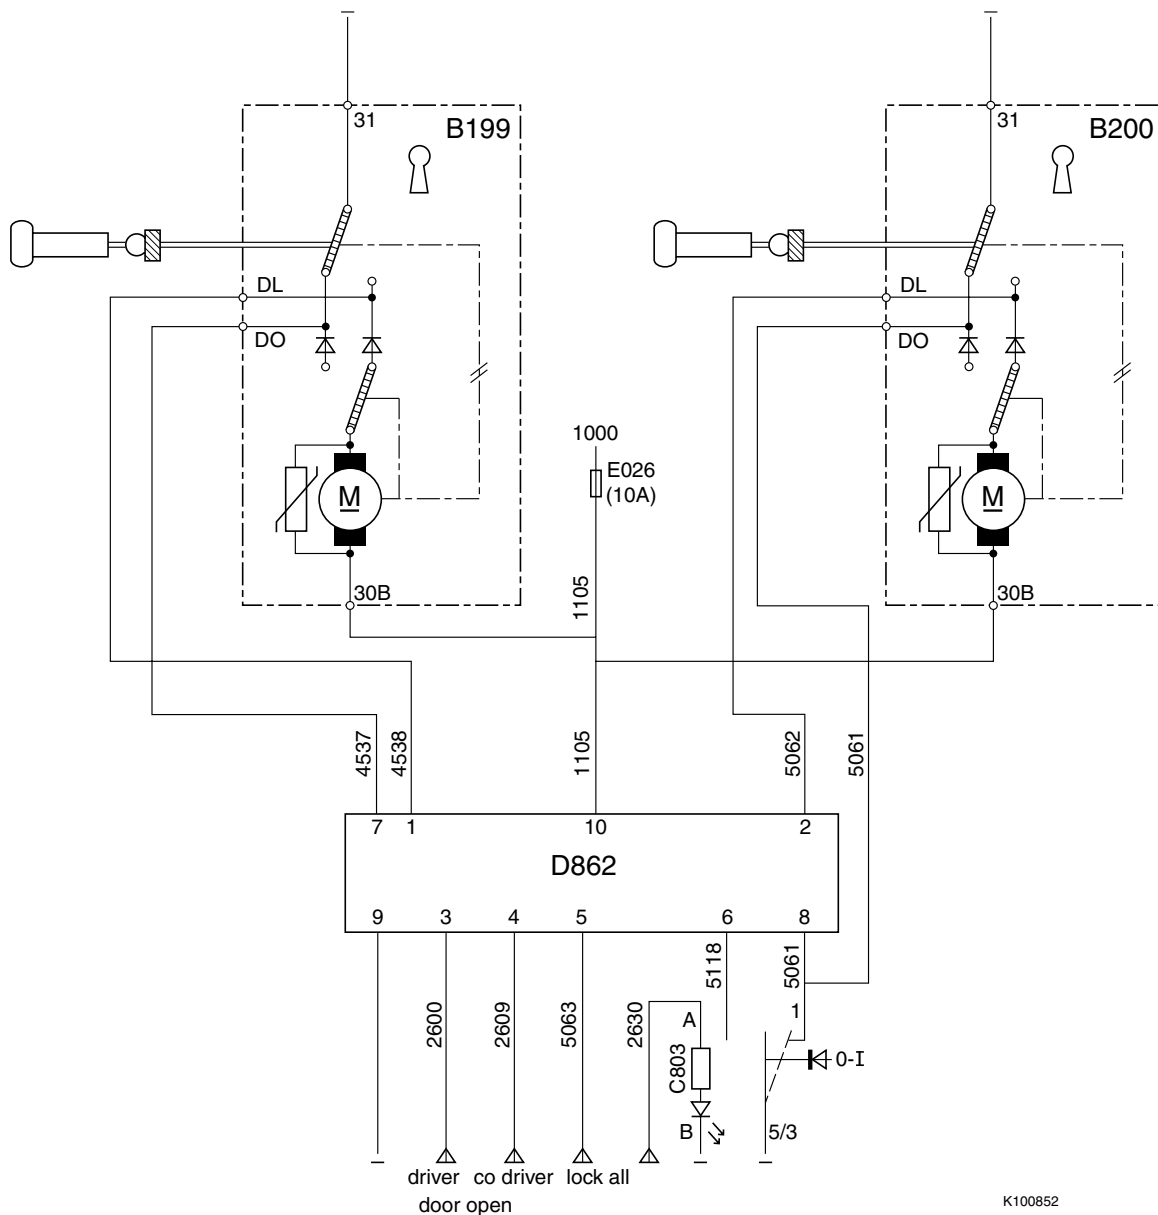 31
B199
31
B200
DL
DO
DL
DO
1000
E026
(10A)
M
M
1105
30B
30B
4537
4538
1105
5062
5061
7
1
10
2
D862
9
3
4
5
6
8
2600
2609
5063
2630
5118
5061
A
C803
B
1
0-I
5/3
driver
co driver
lock all
door open
K100852